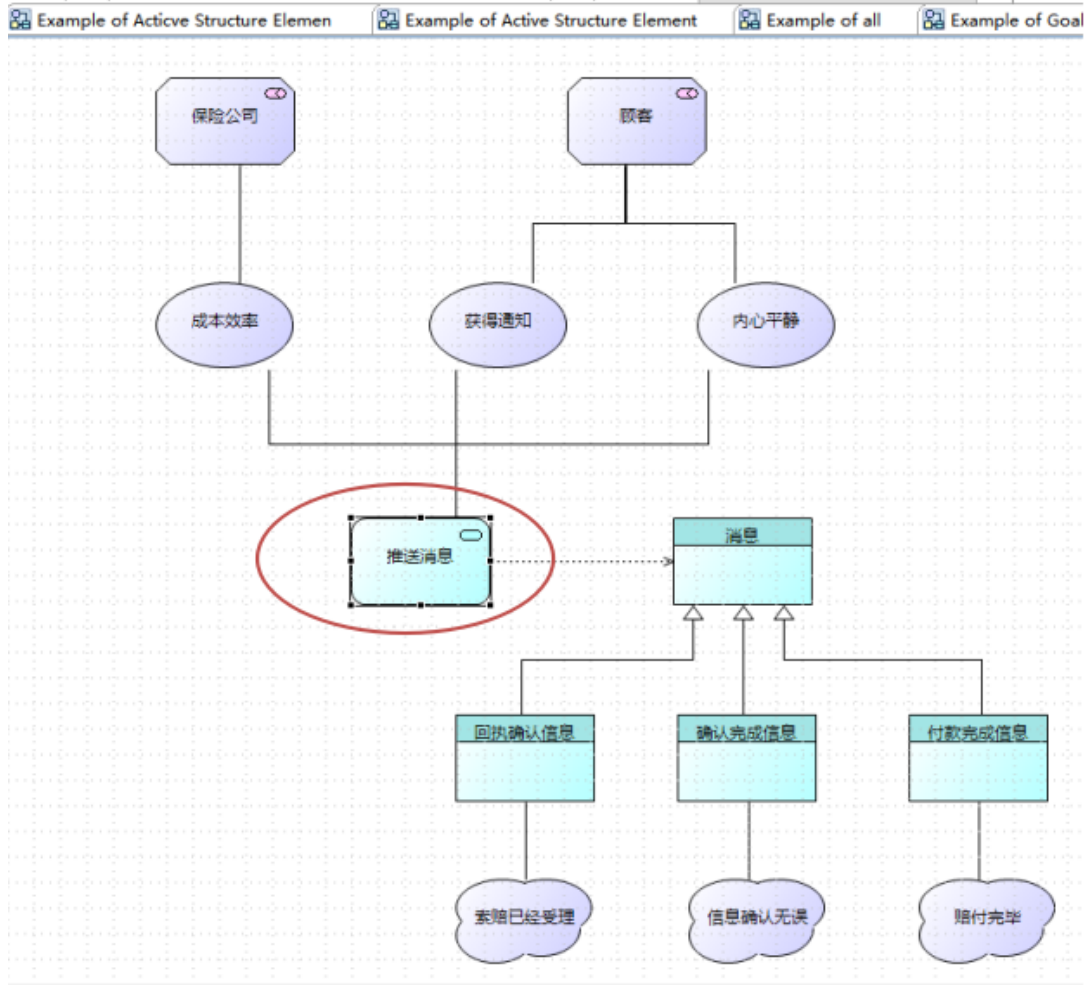 Example of Acticve Structure Elemen
Example of Active Structure Element
Example of all
Example of Goal
保险公司
顾客
成本效率
获得通知
内心平静
推送消息
消息
回执确认信息
确认完成信息
付款完成信息
索赔已经受理
信息确认无误
赔付完毕